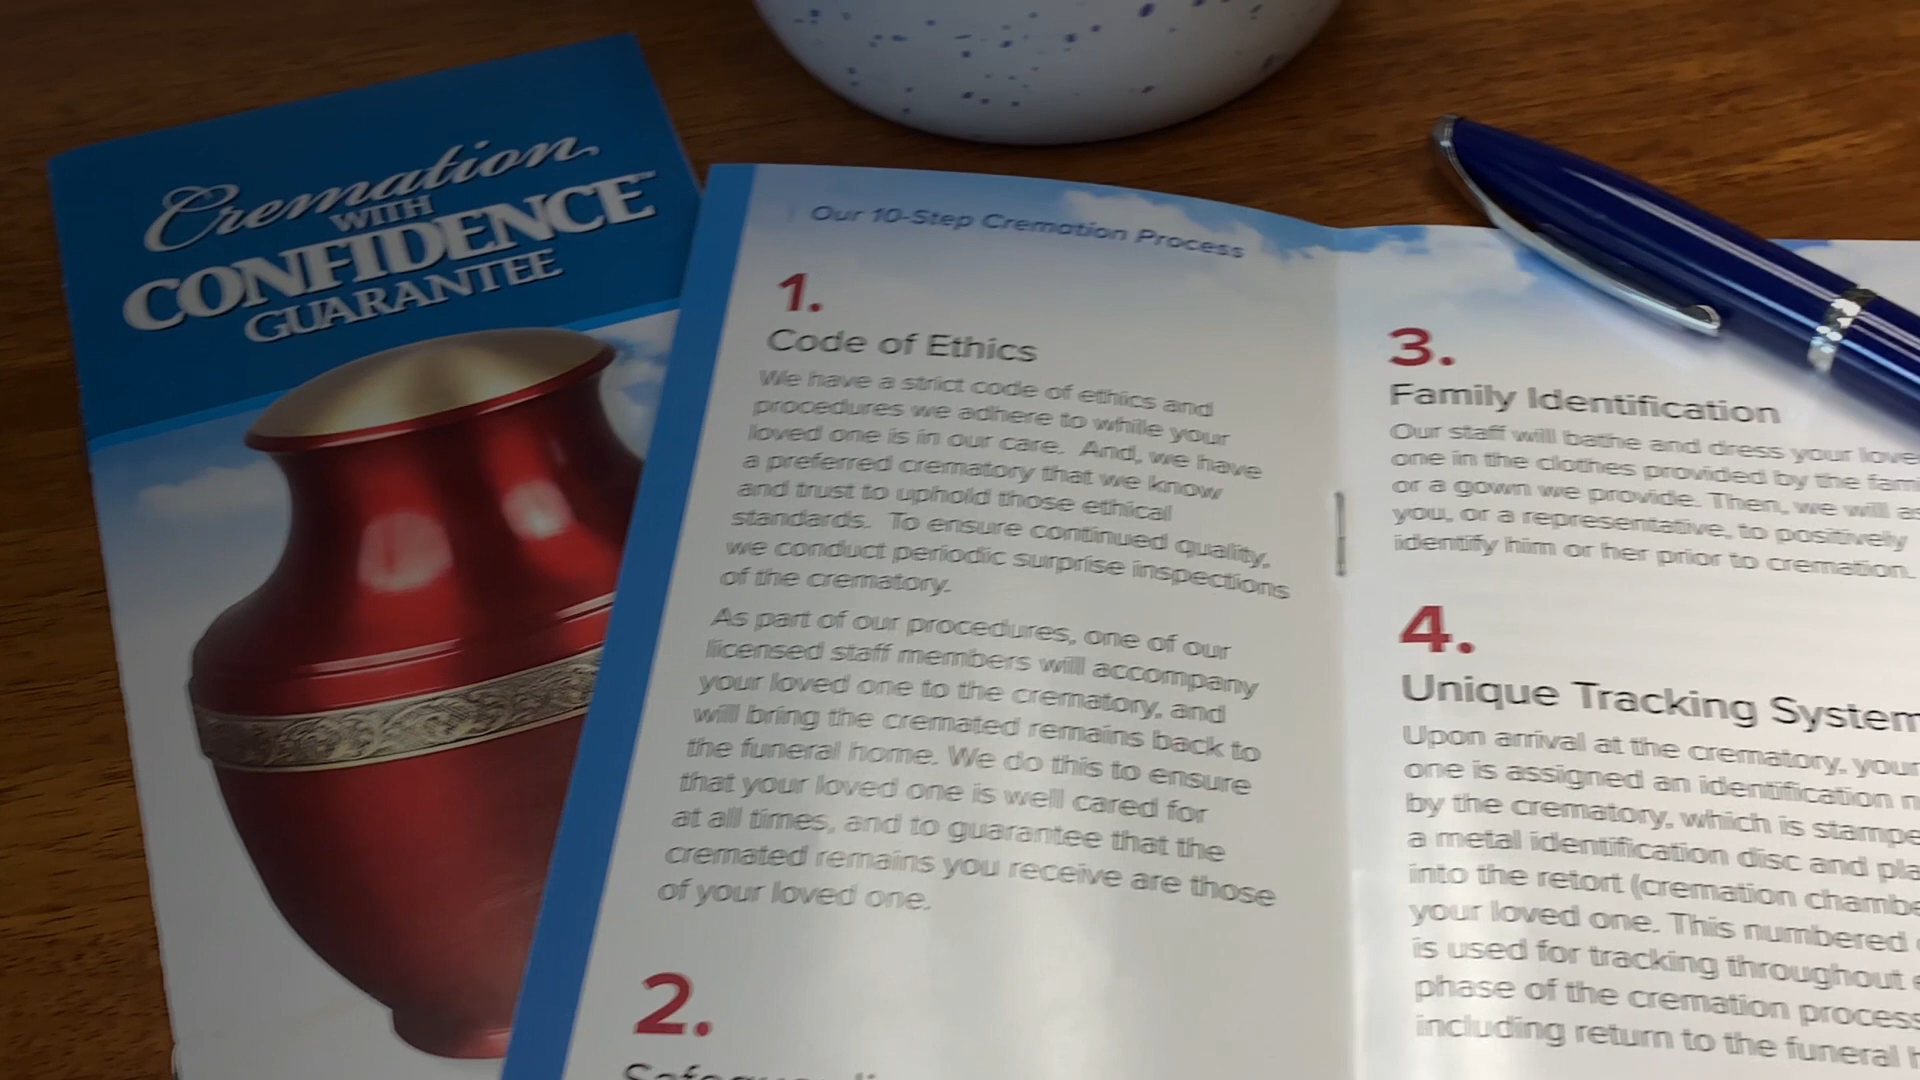 Cremation
WITH
CONFIDENCE™
GUARANTEE
Our 10-Step Cremation Process
1.
Code of Ethics
We have a strict code of ethics and
procedures we adhere to while your
loved one is in our care. And, we have
a preferred crematory that we know
and trust to uphold those ethical
standards. To ensure continued quality,
we conduct periodic surprise inspections
of the crematory.
As part of our procedures, one of our
licensed staff members will accompany
your loved one to the crematory, and
will bring the cremated remains back to
the funeral home. We do this to ensure
that your loved one is well cared for
at all times, and to guarantee that the
cremated remains you receive are those
of your loved one.
2.
3.
Family Identification
Our staff will bathe and dress your
one in the clothes provided by the
or a gown we provide. Then, we will
you, or a representative, to positively
identify him or her prior to cremation.
4.
Unique Tracking System
Upon arrival at the crematory, your
one is assigned an identification
by the crematory, which is
a metal identification disc and
into the retort (cremation
your loved one. This numbered
is used for tracking throughout
phase of the cremation process
including return to the funeral